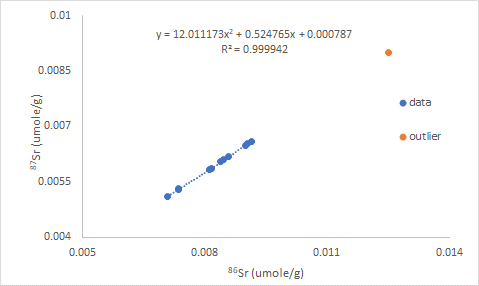 0.01
y = 12.011173x² + 0.524765x + 0.000787
R² = 0.999942
0.0085
data
0.007
outlier
0.0055
0.004
0.005
0.008
0.011
0.014
⁸⁷Sr (umole/g)
⁸⁶Sr (umole/g)